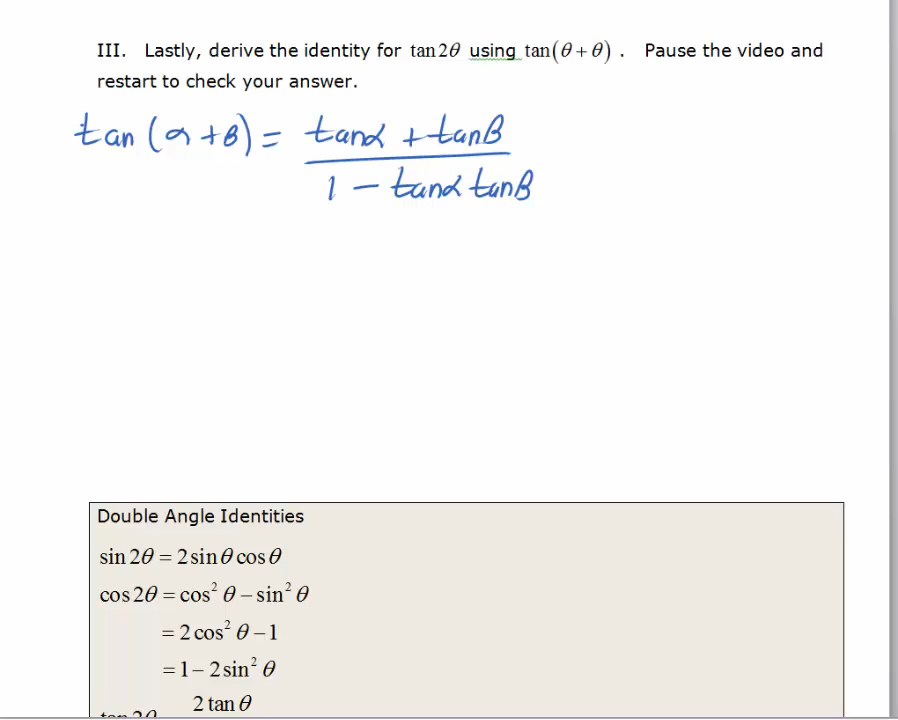 III. Lastly, derive the identity for tan 2θ using tan(θ + θ) . Pause the video and
restart to check your answer.
tan (α + β) = tanα + tanβ
1 − tanα tanβ
Double Angle Identities
sin 2θ = 2 sin θ cos θ
cos 2θ = cos² θ − sin² θ
= 2 cos² θ − 1
= 1 − 2 sin² θ
2 tan θ
tan 2θ